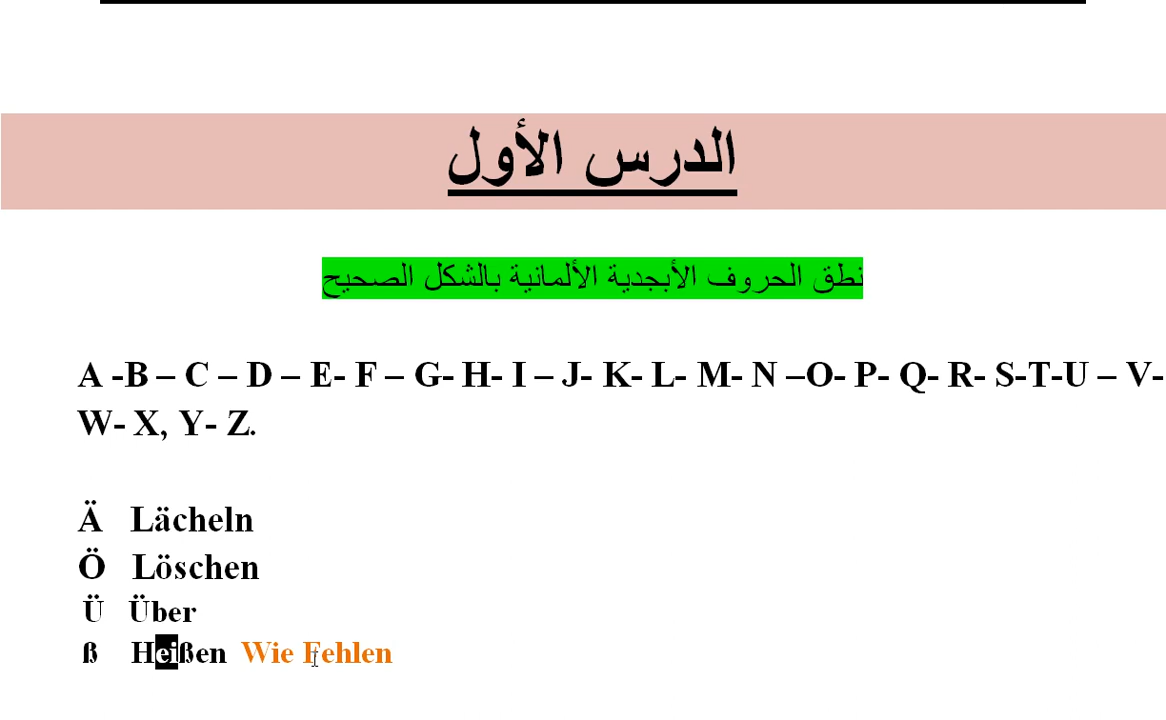 الدرس الأول
نطق الحروف الأبجدية الألمانية بالشكل الصحيح
A -B – C – D – E- F – G- H- I – J- K- L- M- N –O- P- Q- R- S-T-U – V-
W- X, Y- Z.
Ä Lächeln
Ö Löschen
Ü Über
ß Heißen Wie Fehlen